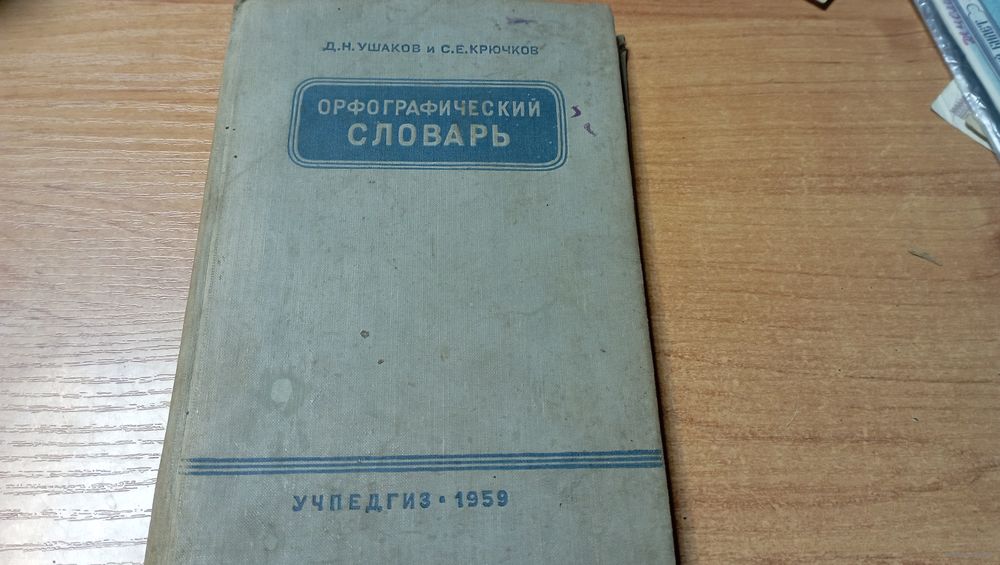 Д.Н.УШАКОВ и С.Е.КРЮЧКОВ
ОРФОГРАФИЧЕСКИЙ
СЛОВАРЬ
УЧПЕДГИЗ • 1959